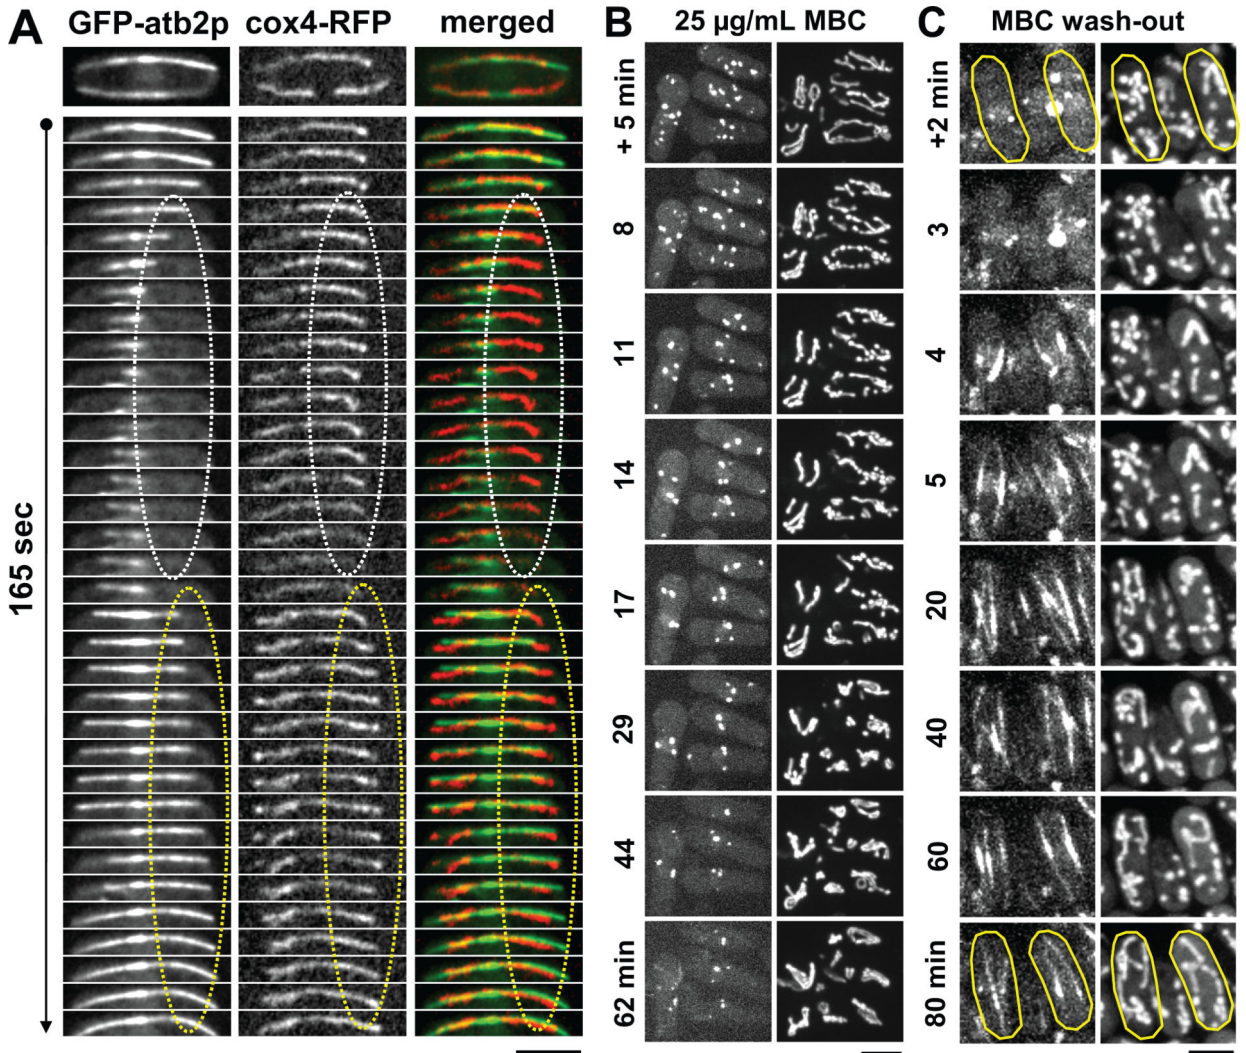 A GFP-atb2p cox4-RFP merged
165 sec
B 25 µg/mL MBC
+ 5 min
8
11
14
17
29
44
62 min
C MBC wash-out
+2 min
3
4
5
20
40
60
80 min